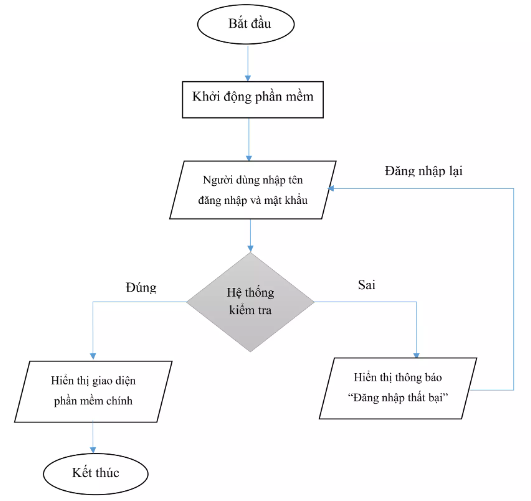 Bắt đầu
Khởi động phần mềm
Người dùng nhập tên
đăng nhập và mật khẩu
Đăng nhập lại
Hệ thống
kiểm tra
Đúng
Sai
Hiển thị giao diện
phần mềm chính
Hiển thị thông báo
“Đăng nhập thất bại”
Kết thúc